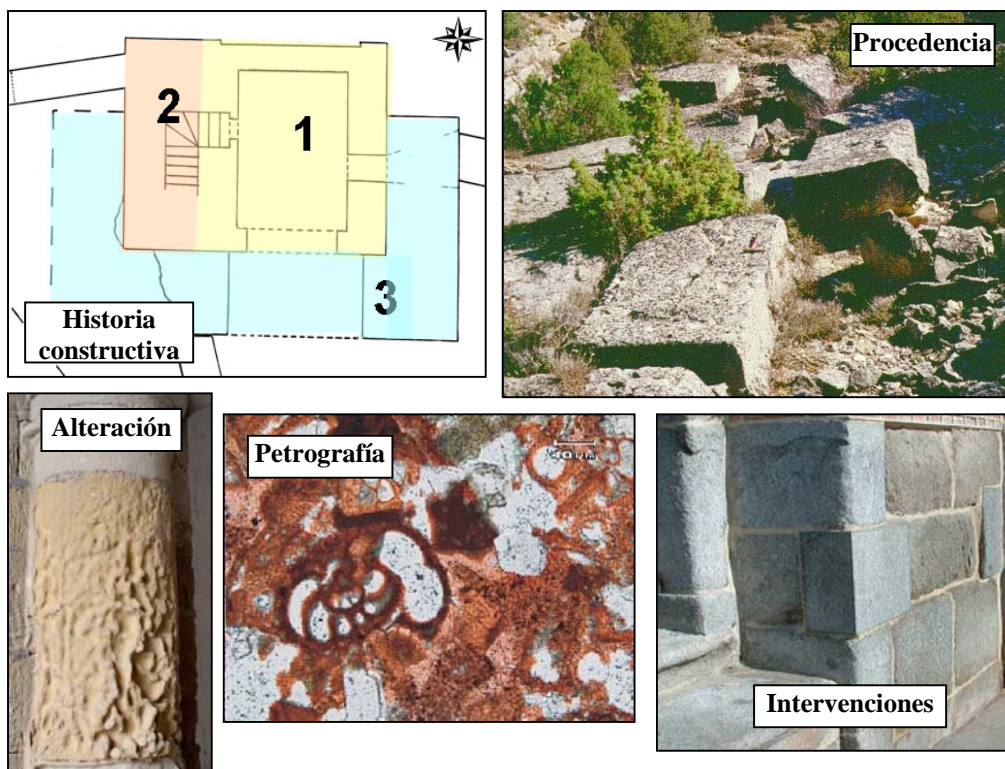 2
1
3
Historia
constructiva
Procedencia
Alteración
Petrografía
Intervenciones